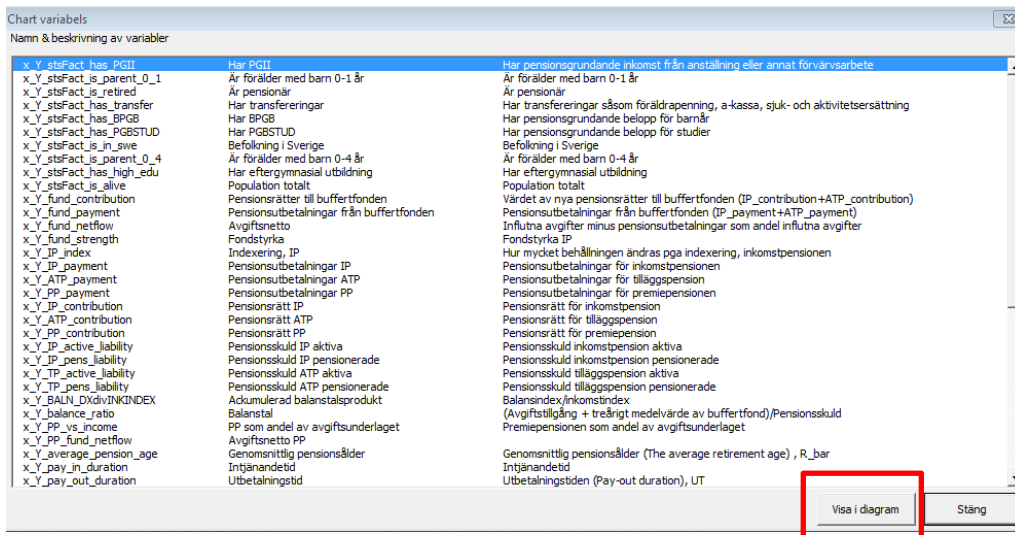 Chart variabels
Namn & beskrivning av variabler
x_Y_stsFact_has_PGII Har PGII Har pensionsgrundande inkomst från anställning eller annat förvärvsarbete
x_Y_stsFact_is_parent_0_1 Är förälder med barn 0-1 år Är förälder med barn 0-1 år
x_Y_stsFact_is_retired Är pensionär Är pensionär
x_Y_stsFact_has_transfer Har transfereringar Har transfereringar såsom föräldrapenning, a-kassa, sjuk- och aktivitetsersättning
x_Y_stsFact_has_BPGB Har BPGB Har pensionsgrundande belopp för barnår
x_Y_stsFact_has_PGBSTUD Har PGBSTUD Har pensionsgrundande belopp för studier
x_Y_stsFact_is_in_swe Befolkning i Sverige Befolkning i Sverige
x_Y_stsFact_is_parent_0_4 Är förälder med barn 0-4 år Är förälder med barn 0-4 år
x_Y_stsFact_has_high_edu Har eftergymnasial utbildning Har eftergymnasial utbildning
x_Y_stsFact_is_alive Population totalt Population totalt
x_Y_fund_contribution Pensionsrätter till buffertfonden Värdet av nya pensionsrätter till buffertfonden (IP_contribution+ATP_contribution)
x_Y_fund_payment Pensionsutbetalningar från buffertfonden Pensionsutbetalningar från buffertfonden (IP_payment+ATP_payment)
x_Y_fund_netflow Avgiftsnetto Influtna avgifter minus pensionsutbetalningar som andel influtna avgifter
x_Y_fund_strength Fondstyrka Fondstyrka IP
x_Y_IP_index Indexering, IP Hur mycket behållningen ändras pga indexering, inkomstpensionen
x_Y_IP_payment Pensionsutbetalningar IP Pensionsutbetalningar för inkomstpensionen
x_Y_ATP_payment Pensionsutbetalningar ATP Pensionsutbetalningar för tilläggspension
x_Y_PP_payment Pensionsutbetalningar PP Pensionsutbetalningar för premiepensionen
x_Y_IP_contribution Pensionsrätt IP Pensionsrätt för inkomstpension
x_Y_ATP_contribution Pensionsrätt ATP Pensionsrätt för tilläggspension
x_Y_PP_contribution Pensionsrätt PP Pensionsrätt för premiepension
x_Y_IP_active_liability Pensionsskuld IP aktiva Pensionsskuld inkomstpension aktiva
x_Y_IP_pens_liability Pensionsskuld IP pensionerade Pensionsskuld inkomstpension pensionerade
x_Y_TP_active_liability Pensionsskuld ATP aktiva Pensionsskuld tilläggspension aktiva
x_Y_TP_pens_liability Pensionsskuld ATP pensionerade Pensionsskuld tilläggspension pensionerade
x_Y_BALN_DXdivINKINDEX Ackumulerad balanstalsprodukt Balansindex/inkomstindex
x_Y_balance_ratio Balanstal (Avgiftstillgång + treårigt medelvärde av buffertfond)/Pensionsskuld
x_Y_PP_vs_income PP som andel av avgiftsunderlaget Premiepensionen som andel av avgiftsunderlaget
x_Y_PP_fund_netflow Avgiftsnetto PP
x_Y_average_pension_age Genomsnittlig pensionsålder Genomsnittlig pensionsålder (The average retirement age) , R_bar
x_Y_pay_in_duration Intjänandetid Intjänandetid
x_Y_pay_out_duration Utbetalningstid Utbetalningstiden (Pay-out duration), UT
Visa i diagram Stäng